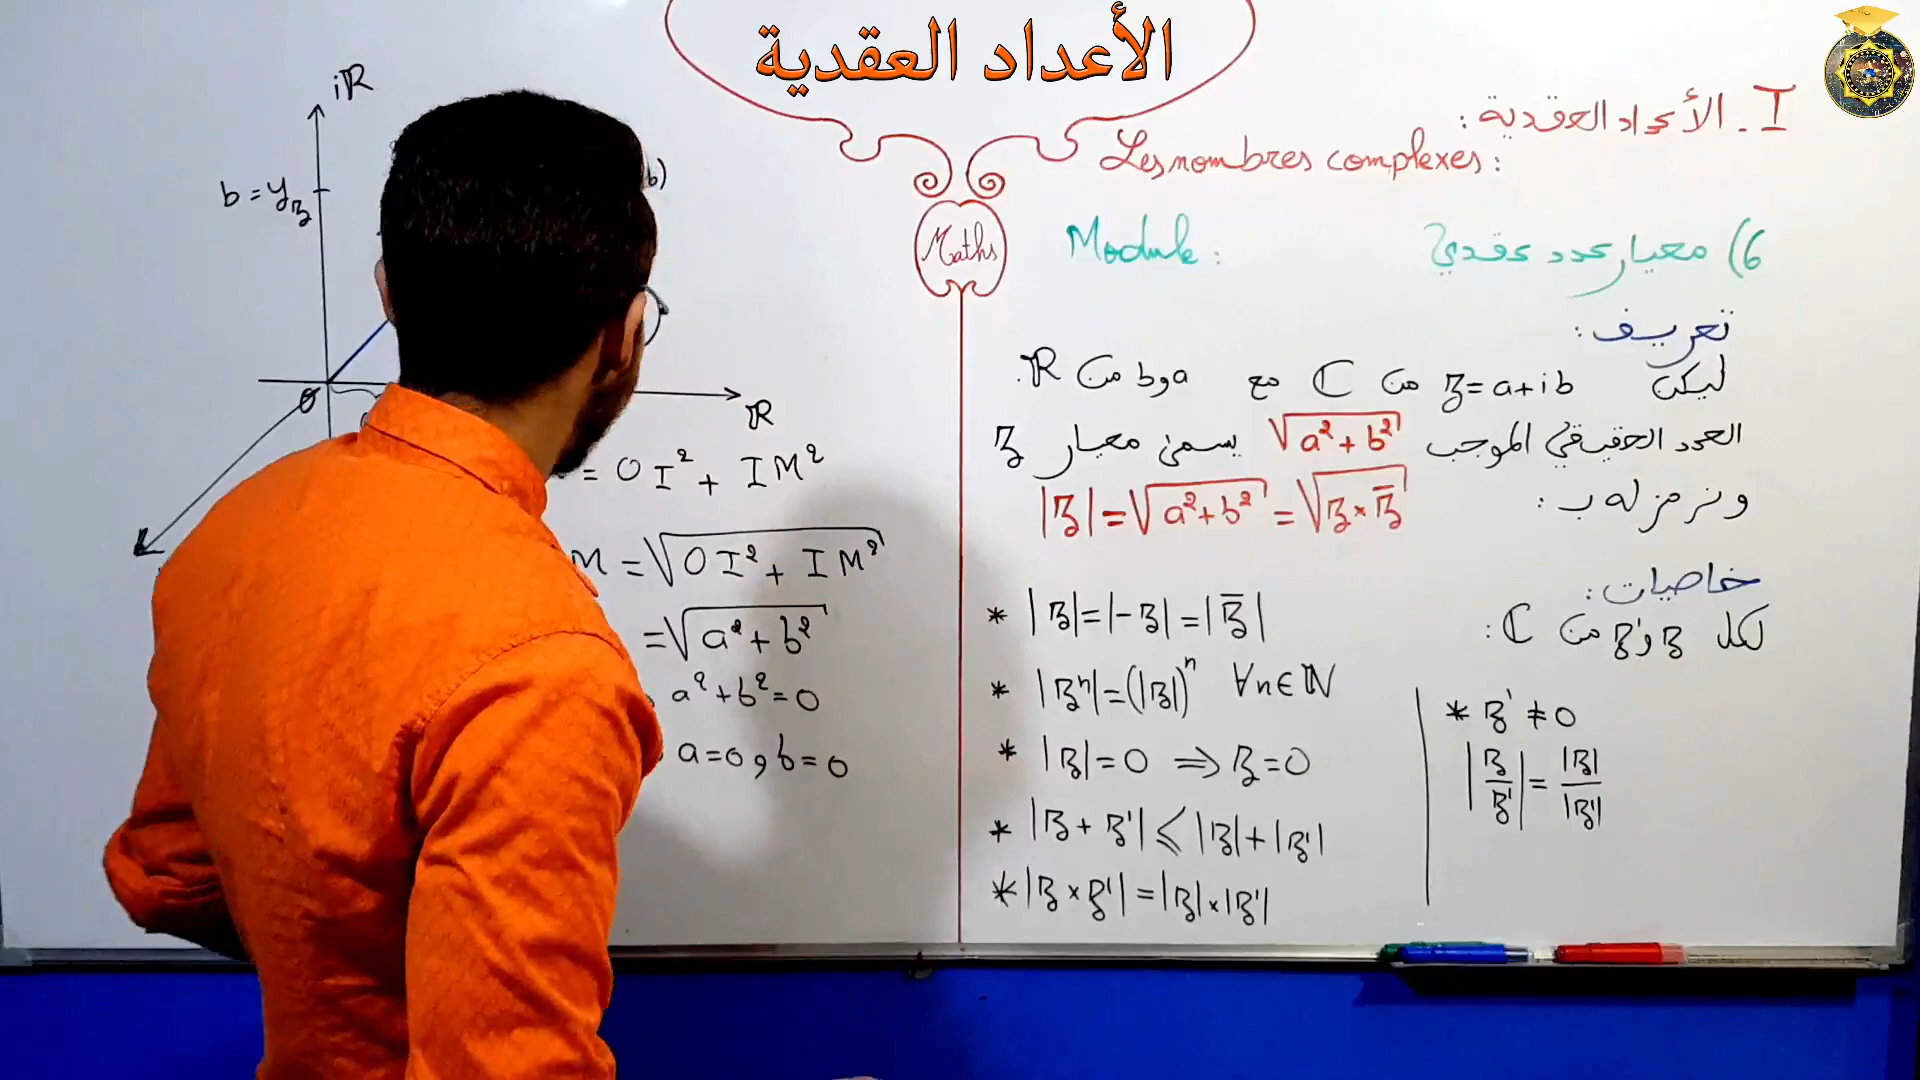 الأعداد العقدية
I. الأعداد العقدية :
Les nombres complexes :
Maths
6) معيار عدد عقدي
Module :
تعريف :
ليكن z = a + ib من ℂ مع a و b من ℝ.
العدد الحقيقي الموجب √(a² + b²) يسمى معيار z
ونرمز له ب :
|z| = √(a² + b²) = √(z × z̄)
خاصيات :
لكل z و z' من ℂ :
* |z| = |-z| = |z̄|
* |zⁿ| = (|z|)ⁿ ∀n ∈ ℕ
* |z| = 0 ⇒ z = 0
* |z + z'| ⩽ |z| + |z'|
* |z × z'| = |z| × |z'|
* z' ≠ 0
|z/z'| = |z|/|z'|
iℝ
b = y_z
b)
O
ℝ
= OI² + IM²
M = √(OI² + IM²)
= √(a² + b²)
a² + b² = 0
a = 0 و b = 0